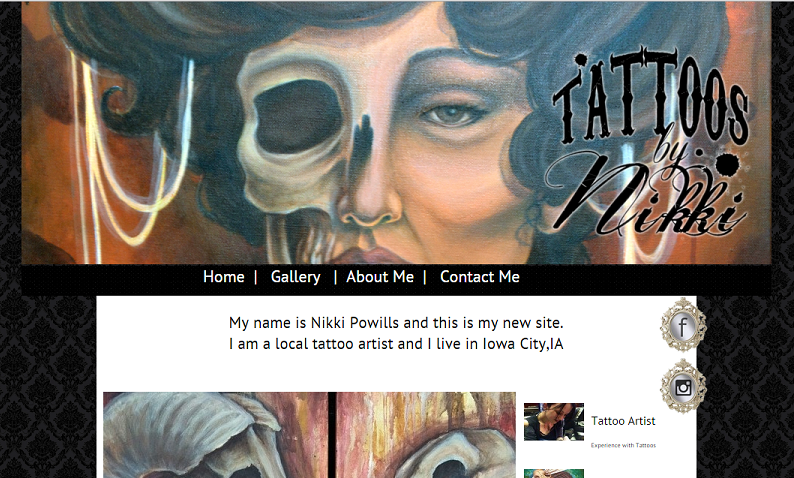 TATTOOS
by
Nikki
Home | Gallery | About Me | Contact Me
My name is Nikki Powills and this is my new site.
I am a local tattoo artist and I live in Iowa City,IA
f
Tattoo Artist
Experience with Tattoos